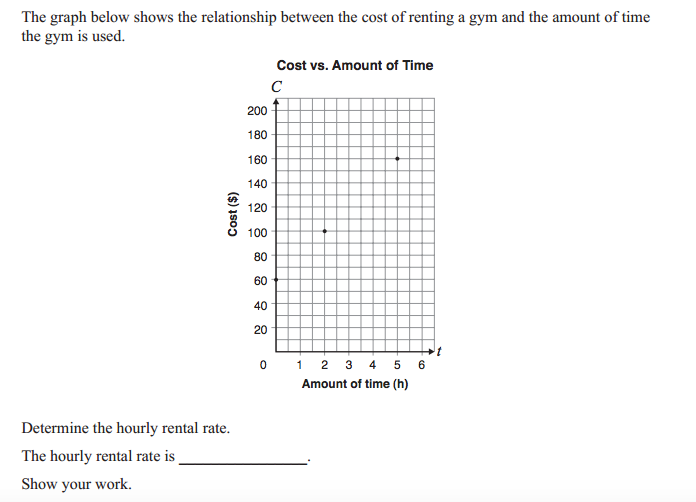 The graph below shows the relationship between the cost of renting a gym and the amount of time
the gym is used.
Cost vs. Amount of Time
C
200
180
160
140
120
100
80
60
40
20
Cost ($)
0 1 2 3 4 5 6
t
Amount of time (h)
Determine the hourly rental rate.
The hourly rental rate is ________________.
Show your work.